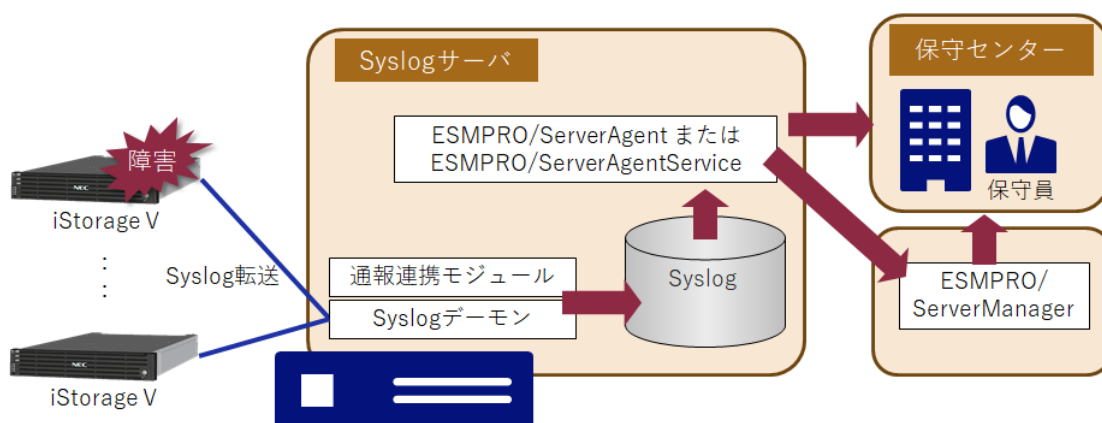 Syslogサーバ
保守センター
ESMPRO/ServerAgent または
ESMPRO/ServerAgentService
保守員
障害
NEC
iStorage V
Syslog転送
通報連携モジュール
Syslogデーモン
Syslog
ESMPRO/
ServerManager
NEC
iStorage V